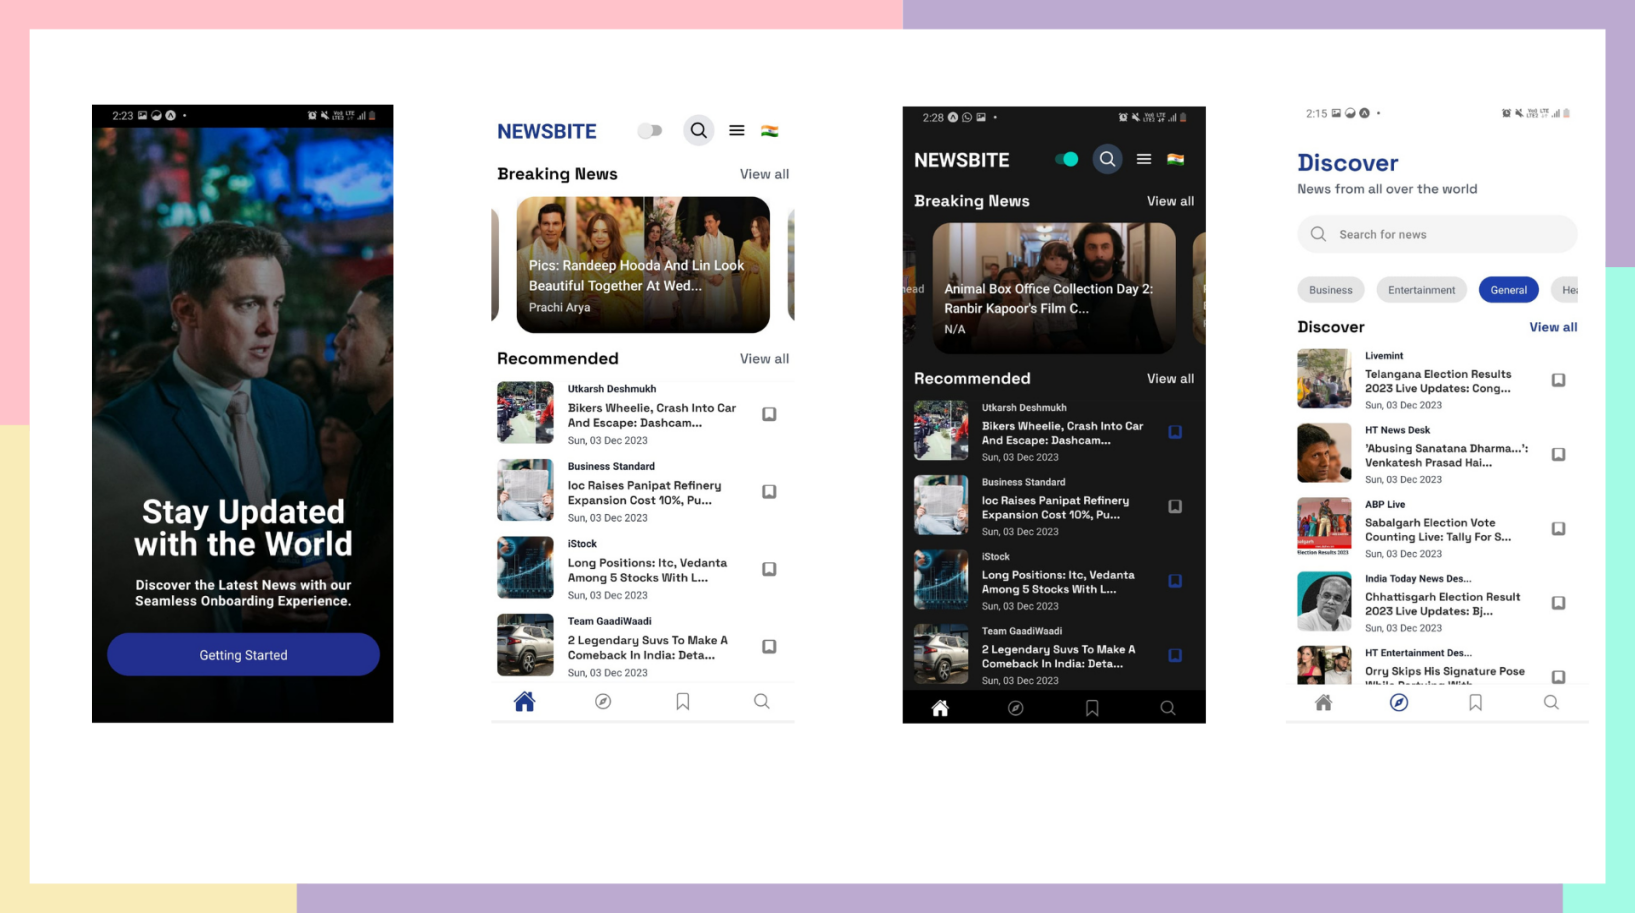 2:23
Stay Updated
with the World
Discover the Latest News with our
Seamless Onboarding Experience.
Getting Started
NEWSBITE
Breaking News
View all
Pics: Randeep Hooda And Lin Look
Beautiful Together At Wed...
Prachi Arya
Recommended
View all
Utkarsh Deshmukh
Bikers Wheelie, Crash Into Car
And Escape: Dashcam...
Sun, 03 Dec 2023
Business Standard
Ioc Raises Panipat Refinery
Expansion Cost 10%, Pu...
Sun, 03 Dec 2023
iStock
Long Positions: Itc, Vedanta
Among 5 Stocks With L...
Sun, 03 Dec 2023
Team GaadiWaadi
2 Legendary Suvs To Make A
Comeback In India: Deta...
Sun, 03 Dec 2023
2:28
NEWSBITE
Breaking News
View all
head
Animal Box Office Collection Day 2:
Ranbir Kapoor's Film C...
N/A
Recommended
View all
Utkarsh Deshmukh
Bikers Wheelie, Crash Into Car
And Escape: Dashcam...
Sun, 03 Dec 2023
Business Standard
Ioc Raises Panipat Refinery
Expansion Cost 10%, Pu...
Sun, 03 Dec 2023
iStock
Long Positions: Itc, Vedanta
Among 5 Stocks With L...
Sun, 03 Dec 2023
Team GaadiWaadi
2 Legendary Suvs To Make A
Comeback In India: Deta...
Sun, 03 Dec 2023
2:15
Discover
News from all over the world
Search for news
Business
Entertainment
General
Hea
Discover
View all
Livemint
Telangana Election Results
2023 Live Updates: Cong...
Sun, 03 Dec 2023
HT News Desk
'Abusing Sanatana Dharma...':
Venkatesh Prasad Hai...
Sun, 03 Dec 2023
ABP Live
Sabalgarh Election Vote
Counting Live: Tally For S...
Sun, 03 Dec 2023
Election Results 2023
India Today News Des...
Chhattisgarh Election Result
2023 Live Updates: Bj...
Sun, 03 Dec 2023
HT Entertainment Des...
Orry Skips His Signature Pose
While Partying With